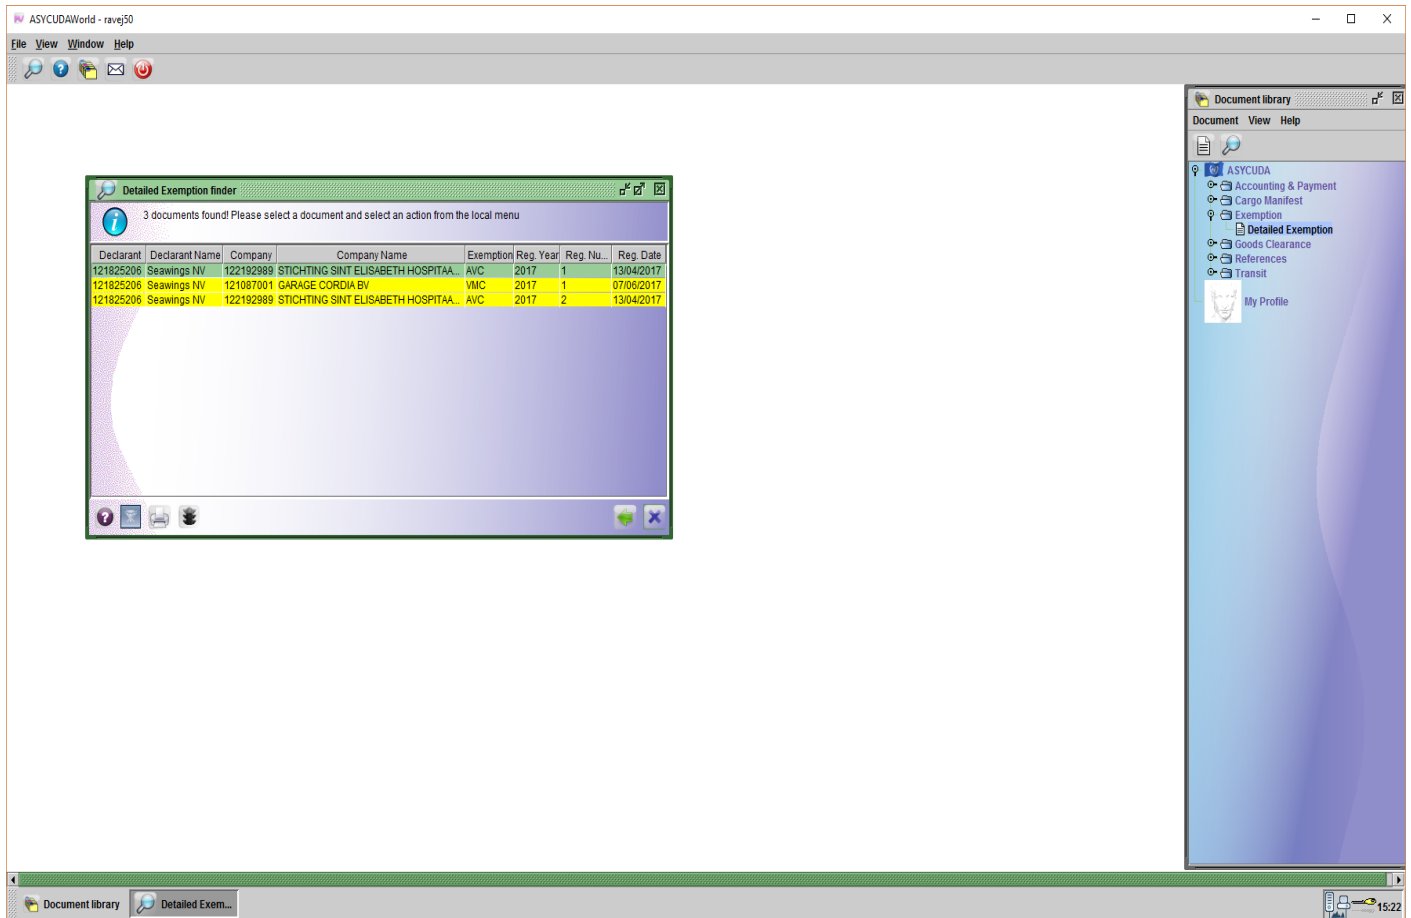 ASYCUDAWorld - ravej50
File View Window Help
Document library
Document View Help
ASYCUDA
Accounting & Payment
Cargo Manifest
Exemption
Detailed Exemption
Goods Clearance
References
Transit
My Profile
Detailed Exemption finder
3 documents found! Please select a document and select an action from the local menu
Declarant Declarant Name Company Company Name Exemption Reg. Year Reg. Nu... Reg. Date
121825206 Seawings NV 122192989 STICHTING SINT ELISABETH HOSPITAA... AVC 2017 1 13/04/2017
121825206 Seawings NV 121087001 GARAGE CORDIA BV VMC 2017 1 07/06/2017
121825206 Seawings NV 122192989 STICHTING SINT ELISABETH HOSPITAA... AVC 2017 2 13/04/2017
Document library Detailed Exem... 15:22